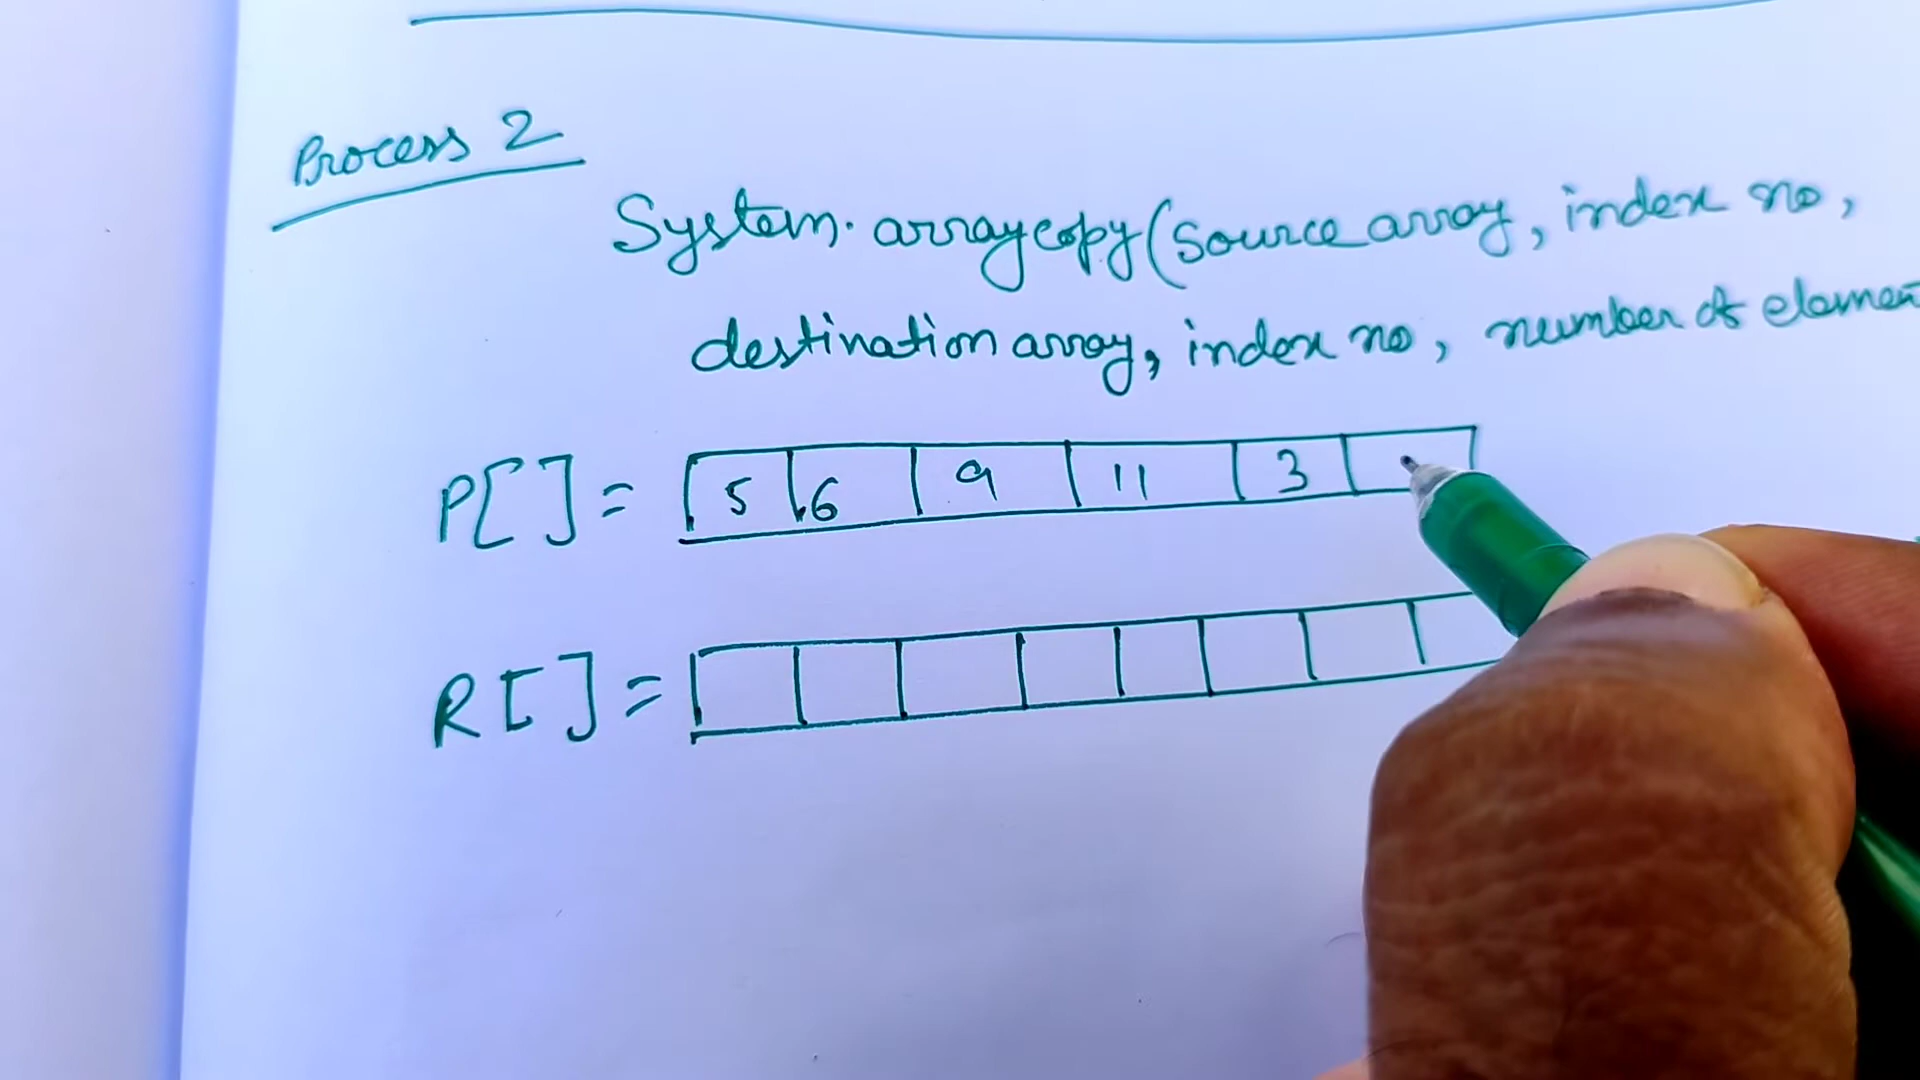 Process 2
System.arraycopy(Source array, index no,
destination array, index no, number of element
P[] = 5 6 9 11 3
R[] =